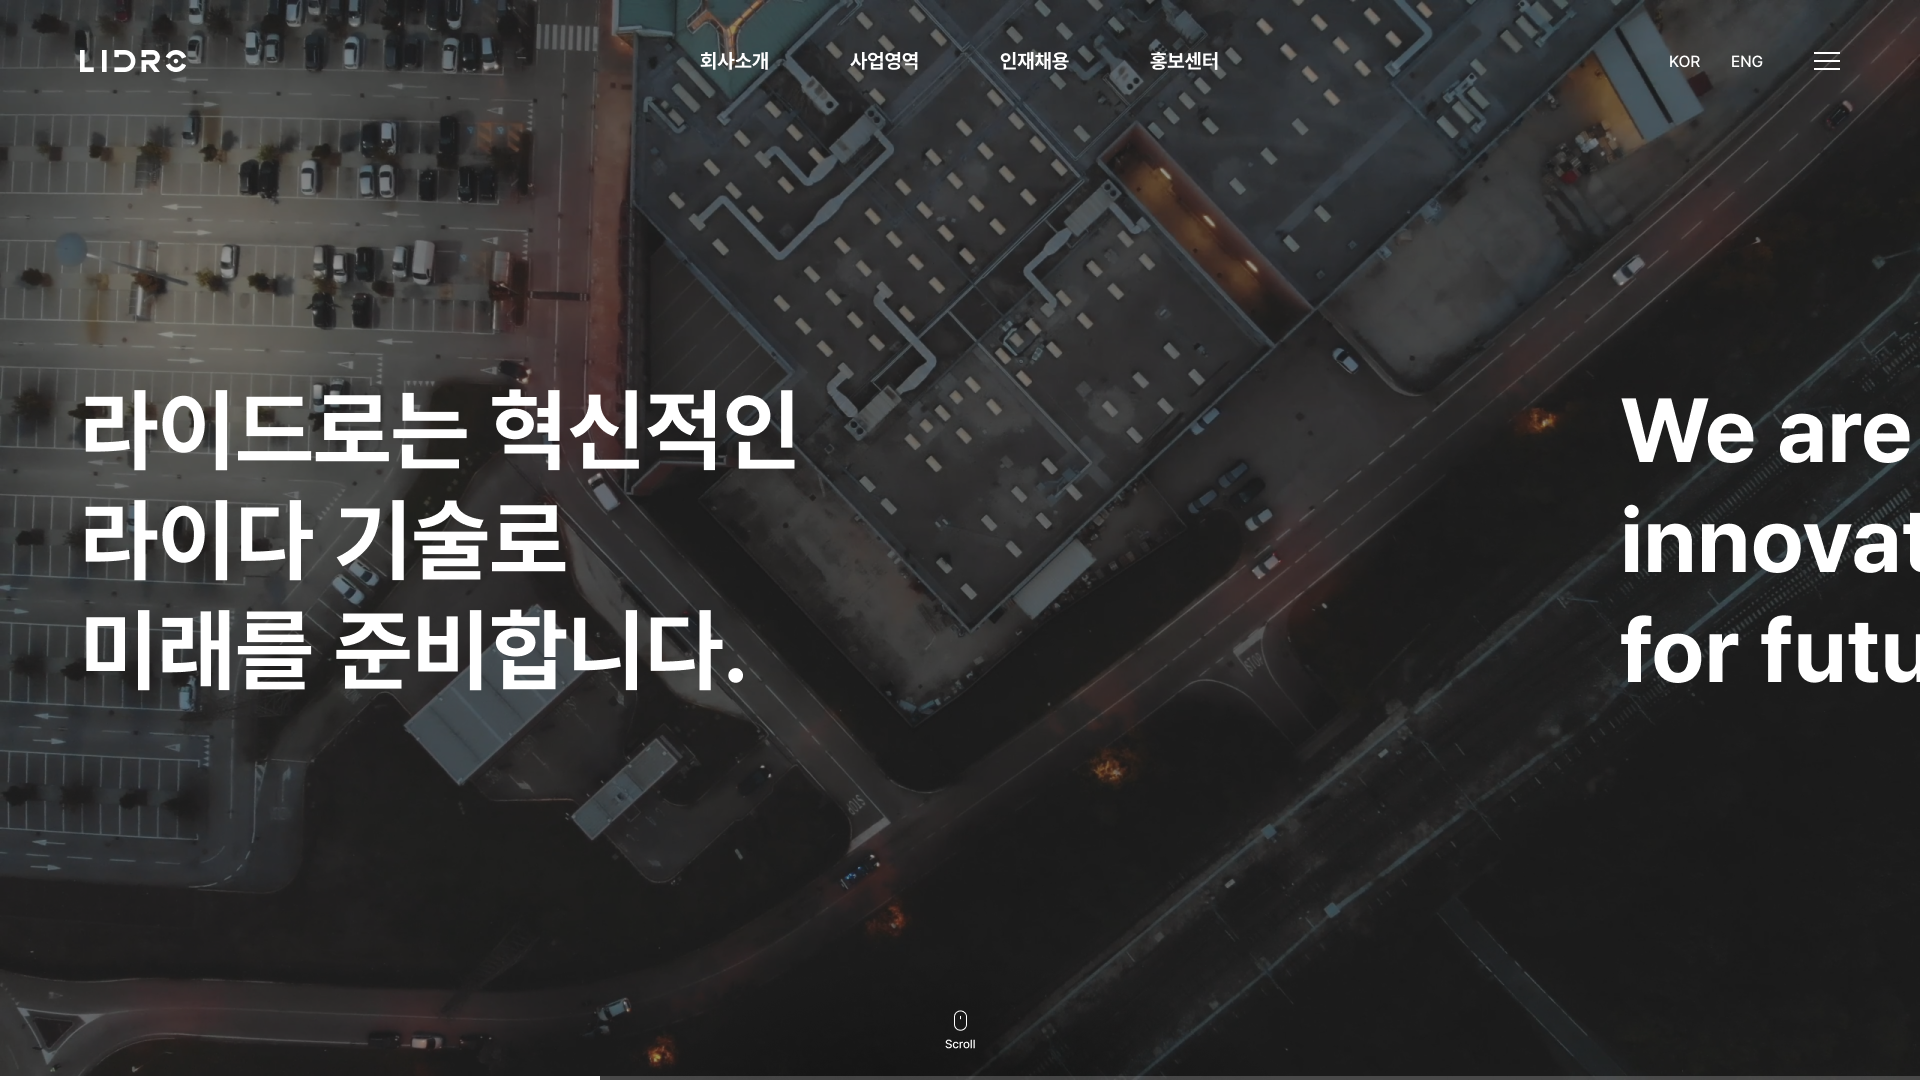 LIDRO
회사소개
사업영역
인재채용
홍보센터
KOR
ENG
라이드로는 혁신적인
라이다 기술로
미래를 준비합니다.
We are
innovat
for futu
STOP
STOP
Scroll